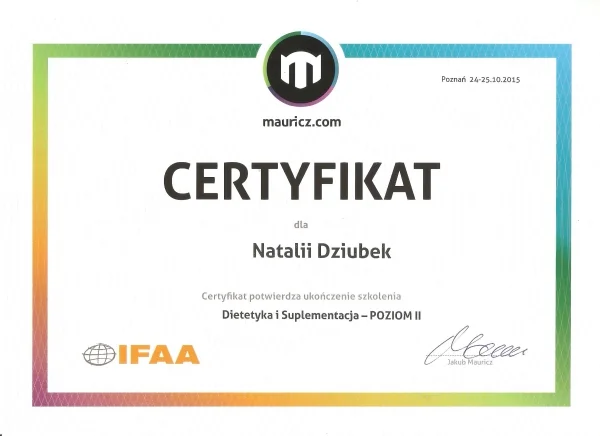 Poznań 24-25.10.2015
mauricz.com
CERTYFIKAT
dla
Natalii Dziubek
Certyfikat potwierdza ukończenie szkolenia
Dietetyka i Suplementacja – POZIOM II
IFAA
Jakub Mauricz